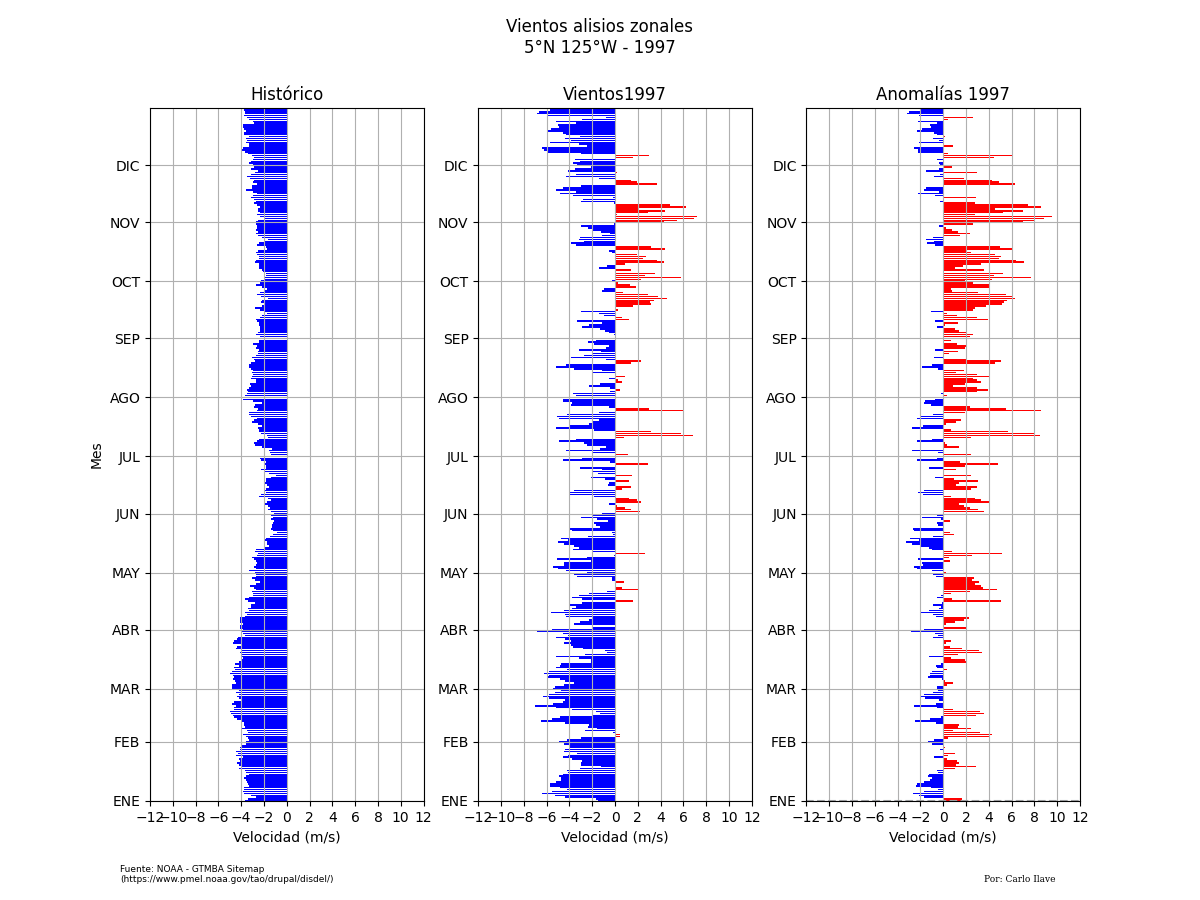 Vientos alisios zonales
5°N 125°W - 1997
Histórico
Vientos1997
Anomalías 1997
Mes
DIC
NOV
OCT
SEP
AGO
JUL
JUN
MAY
ABR
MAR
FEB
ENE
−12 −10 −8 −6 −4 −2 0 2 4 6 8 10 12
Velocidad (m/s)
DIC
NOV
OCT
SEP
AGO
JUL
JUN
MAY
ABR
MAR
FEB
ENE
−12 −10 −8 −6 −4 −2 0 2 4 6 8 10 12
Velocidad (m/s)
DIC
NOV
OCT
SEP
AGO
JUL
JUN
MAY
ABR
MAR
FEB
ENE
−12 −10 −8 −6 −4 −2 0 2 4 6 8 10 12
Velocidad (m/s)
Fuente: NOAA - GTMBA Sitemap
(https://www.pmel.noaa.gov/tao/drupal/disdel/)
Por: Carlo Ilave